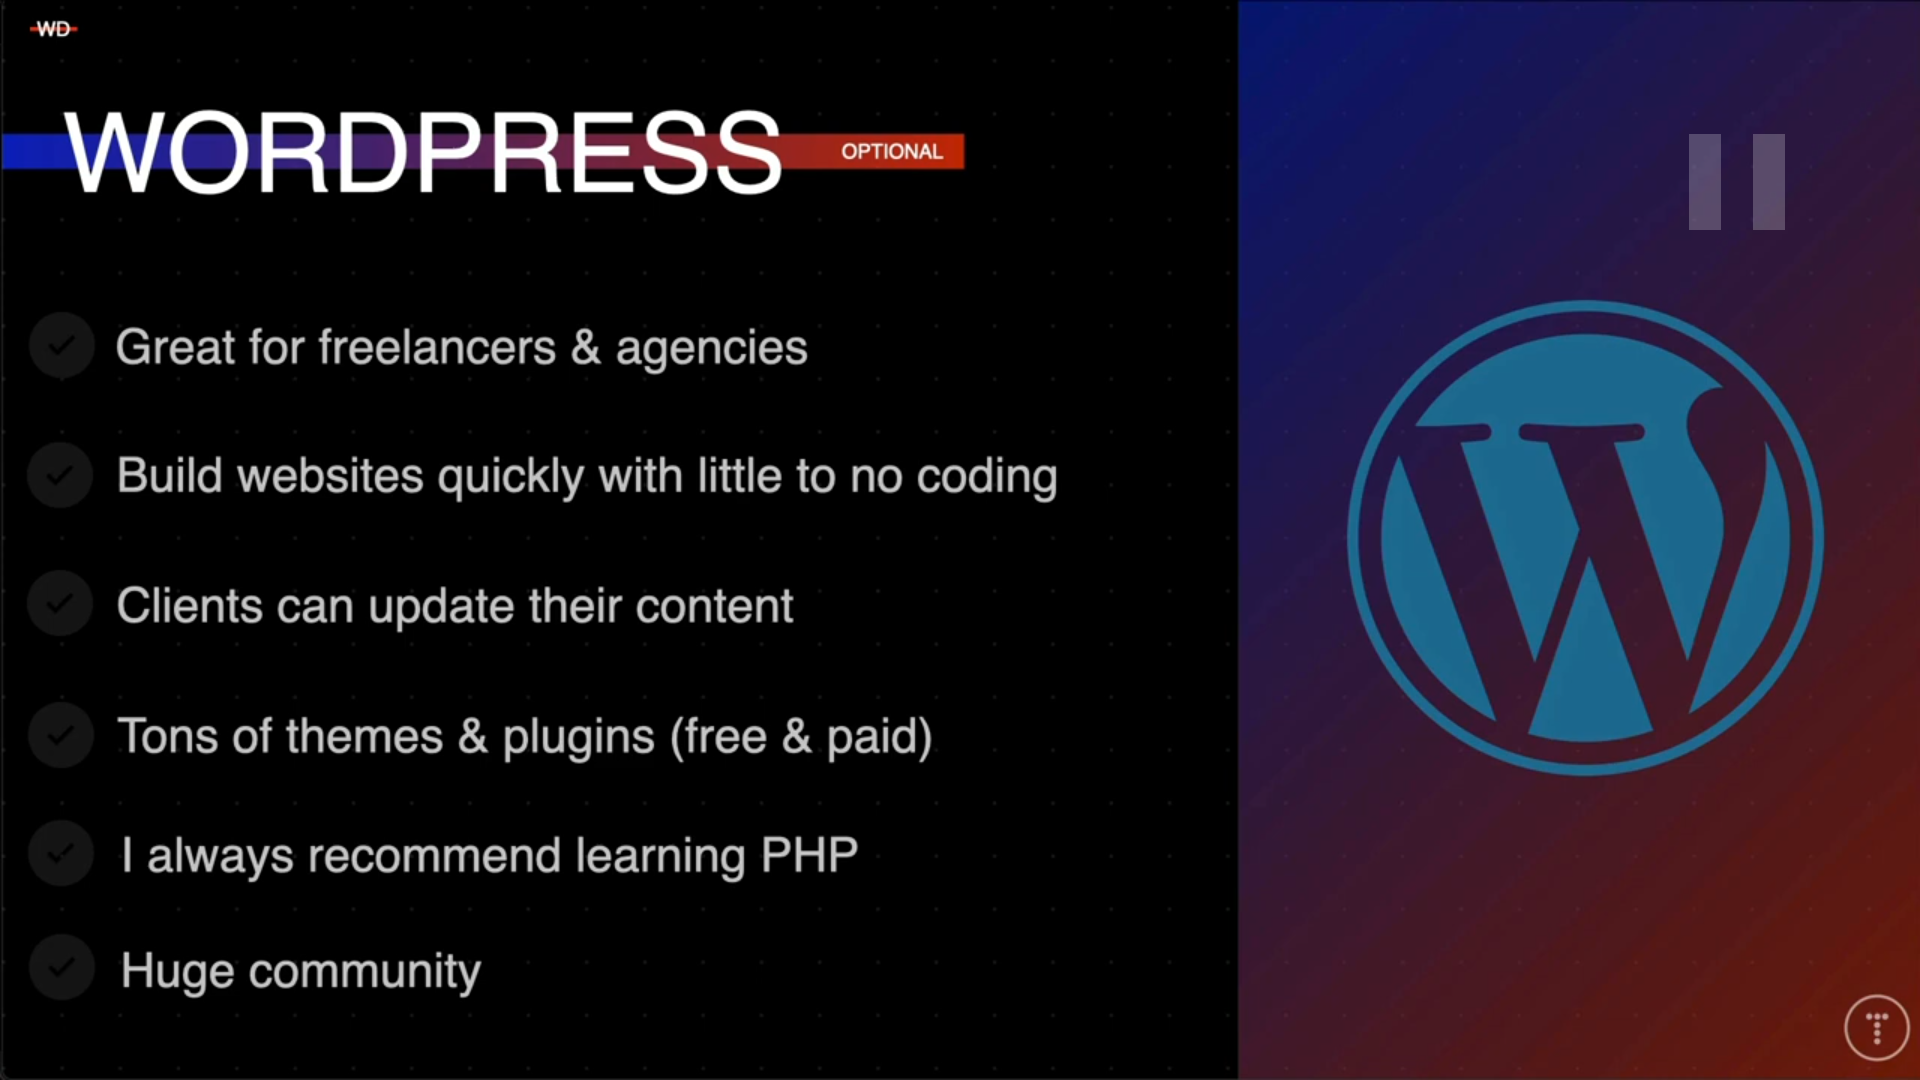 WD
WORDPRESS
OPTIONAL
Great for freelancers & agencies
Build websites quickly with little to no coding
Clients can update their content
Tons of themes & plugins (free & paid)
I always recommend learning PHP
Huge community